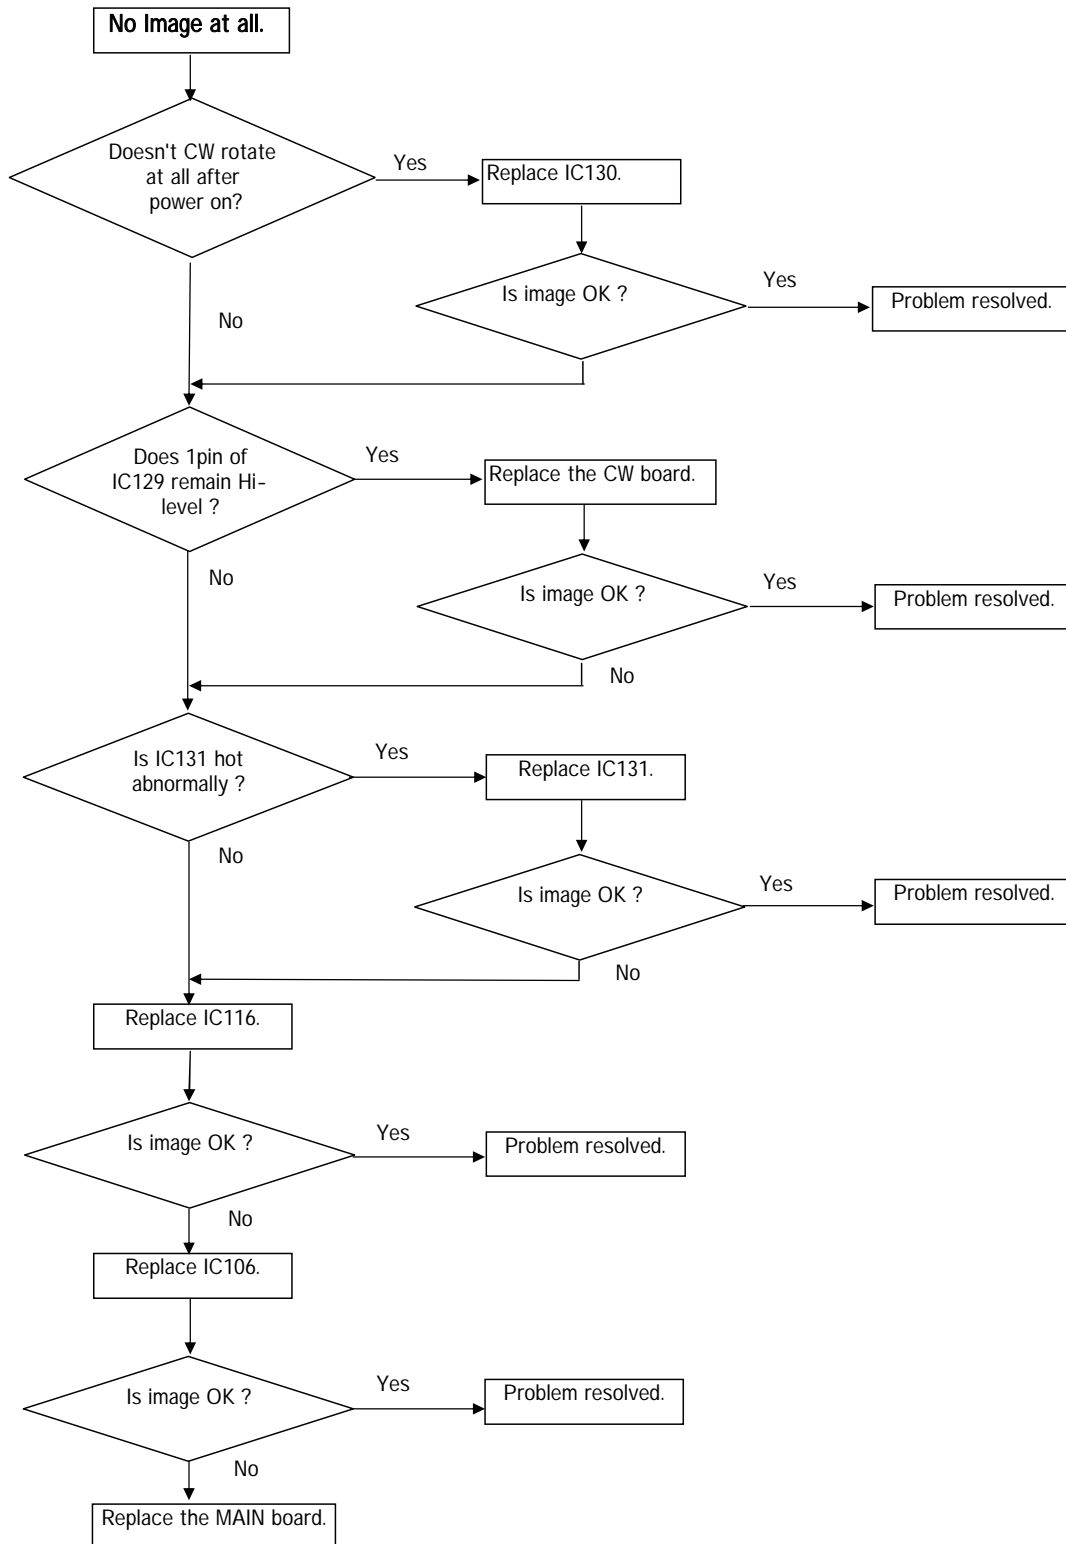 No Image at all.
Doesn't CW rotate
at all after
power on?
Yes
Replace IC130.
Is image OK ?
Yes
Problem resolved.
No
Does 1pin of
IC129 remain Hi-
level ?
Yes
Replace the CW board.
Is image OK ?
Yes
Problem resolved.
No
No
Is IC131 hot
abnormally ?
Yes
Replace IC131.
Is image OK ?
Yes
Problem resolved.
No
No
Replace IC116.
Is image OK ?
Yes
Problem resolved.
No
Replace IC106.
Is image OK ?
Yes
Problem resolved.
No
Replace the MAIN board.